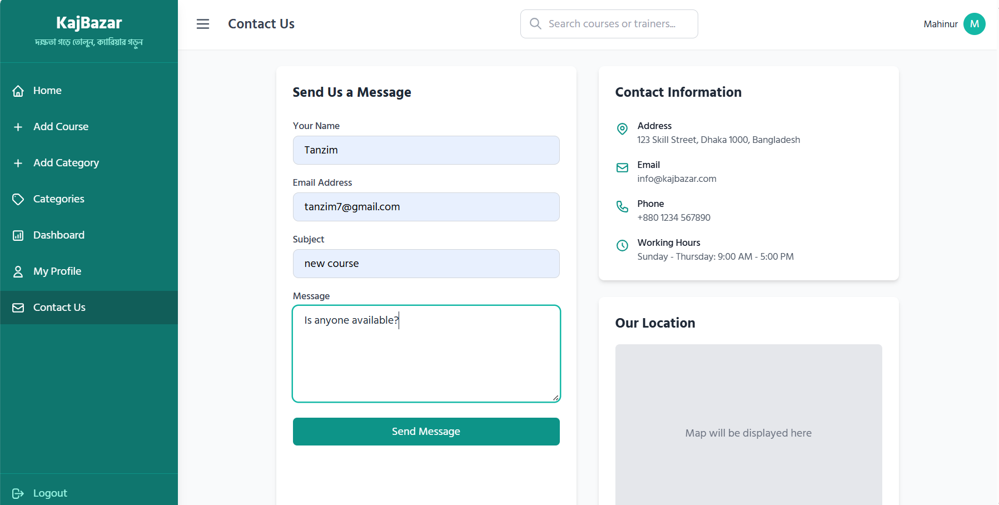 KajBazar
দক্ষতা গড়ে তোলুন, ক্যারিয়ার গড়ুন
Home
Add Course
Add Category
Categories
Dashboard
My Profile
Contact Us
Logout
Contact Us
Search courses or trainers...
Mahinur
M
Send Us a Message
Your Name
Tanzim
Email Address
tanzim7@gmail.com
Subject
new course
Message
Is anyone available?
Send Message
Contact Information
Address
123 Skill Street, Dhaka 1000, Bangladesh
Email
info@kajbazar.com
Phone
+880 1234 567890
Working Hours
Sunday - Thursday: 9:00 AM - 5:00 PM
Our Location
Map will be displayed here